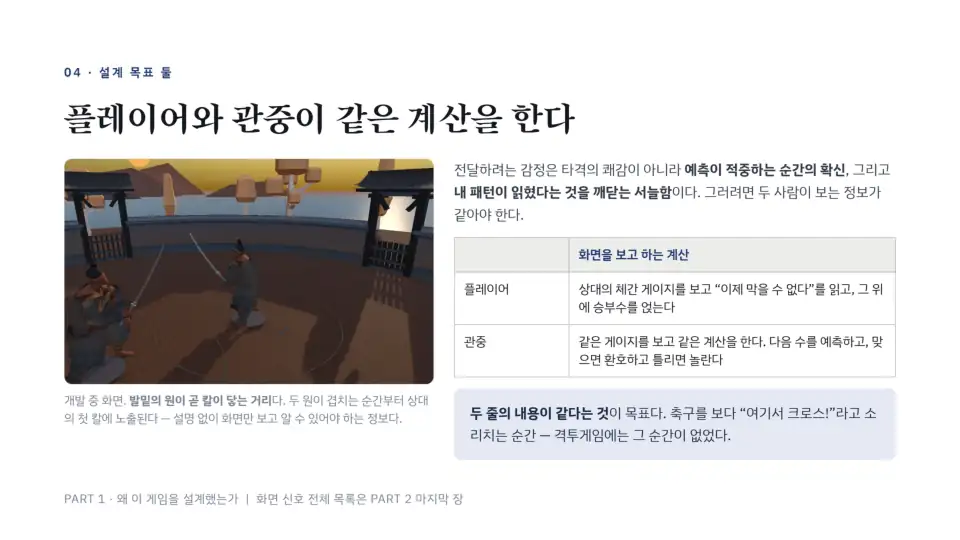 04 · 설계 목표 둘
플레이어와 관중이 같은 계산을 한다
개발 중 화면. 발밑의 원이 곧 칼이 닿는 거리다. 두 원이 겹치는 순간부터 상대
의 첫 칼에 노출된다 — 설명 없이 화면만 보고 알 수 있어야 하는 정보다.
전달하려는 감정은 타격의 쾌감이 아니라 예측이 적중하는 순간의 확신, 그리고
내 패턴이 읽혔다는 것을 깨닫는 서늘함이다. 그러려면 두 사람이 보는 정보가
같아야 한다.
화면을 보고 하는 계산
플레이어
상대의 체간 게이지를 보고 “이제 막을 수 없다”를 읽고, 그 위
에 승부수를 얹는다
관중
같은 게이지를 보고 같은 계산을 한다. 다음 수를 예측하고, 맞
으면 환호하고 틀리면 놀란다
두 줄의 내용이 같다는 것이 목표다. 축구를 보다 “여기서 크로스!”라고 소
리치는 순간 — 격투게임에는 그 순간이 없었다.
PART 1 · 왜 이 게임을 설계했는가 | 화면 신호 전체 목록은 PART 2 마지막 장